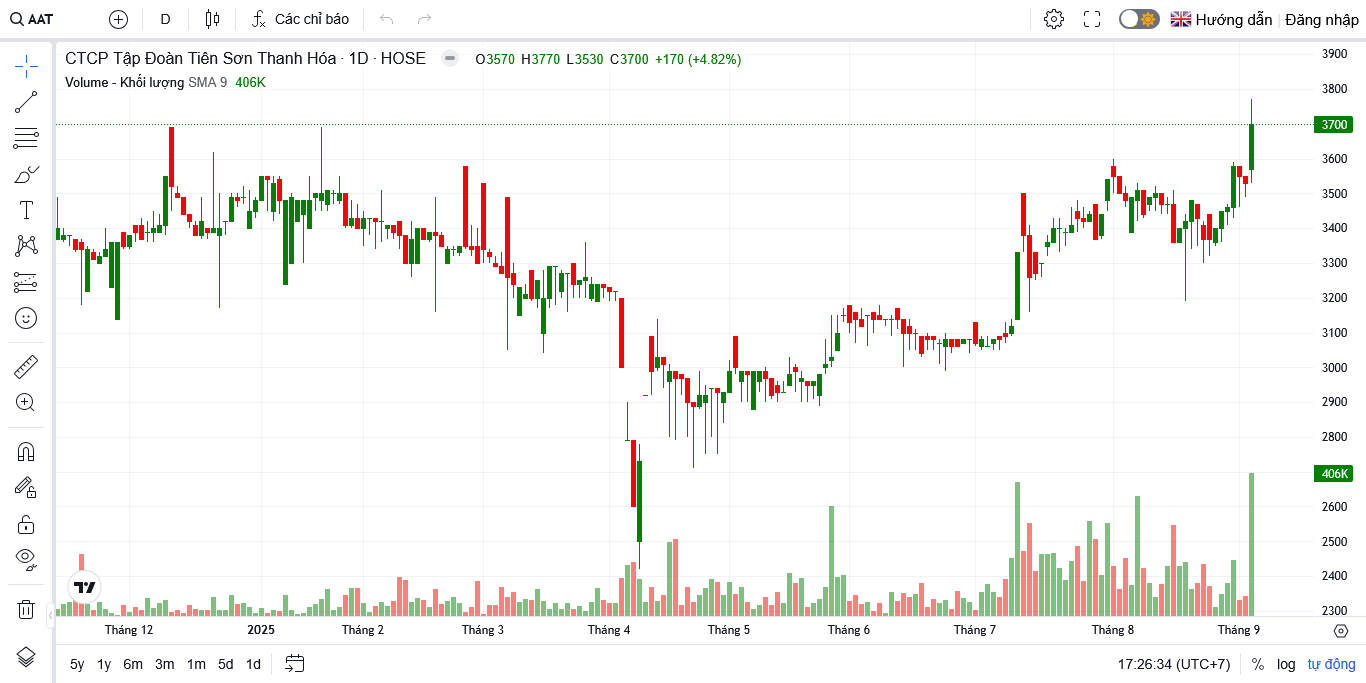 AAT D Các chỉ báo Hướng dẫn Đăng nhập
CTCP Tập Đoàn Tiên Sơn Thanh Hóa · 1D · HOSE O3570 H3770 L3530 C3700 +170 (+4.82%)
Volume - Khối lượng SMA 9 406K
3900
3800
3700
3600
3500
3400
3300
3200
3100
3000
2900
2800
406K
2600
2500
2400
2300
Tháng 12 2025 Tháng 2 Tháng 3 Tháng 4 Tháng 5 Tháng 6 Tháng 7 Tháng 8 Tháng 9
5y 1y 6m 3m 1m 5d 1d 17:26:34 (UTC+7) % log tự động